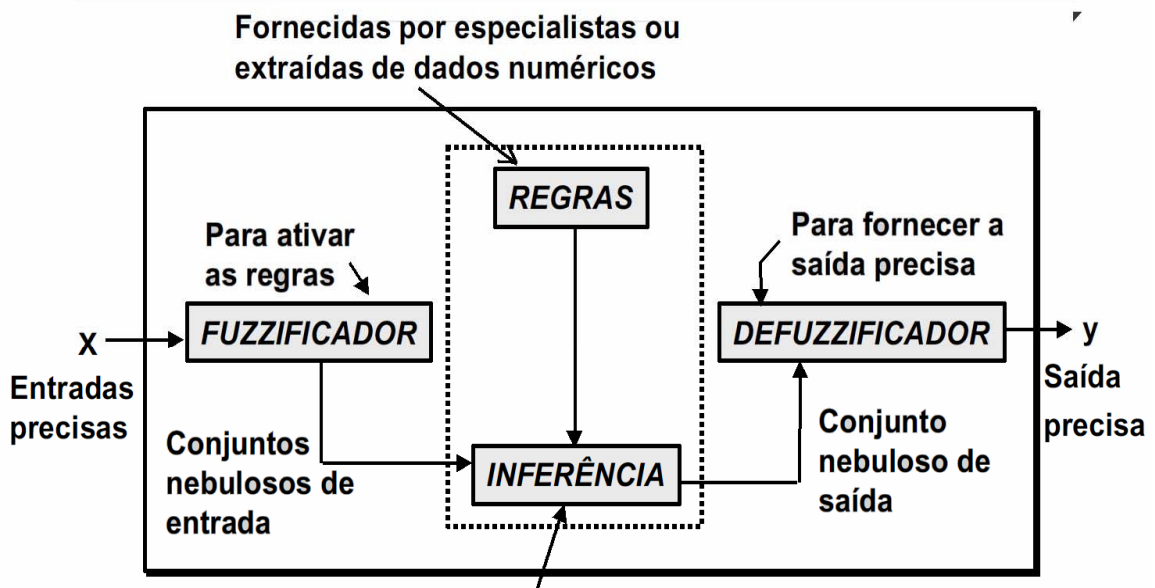 Fornecidas por especialistas ou
extraídas de dados numéricos
REGRAS
Para ativar
as regras
Para fornecer a
saída precisa
FUZZIFICADOR
DEFUZZIFICADOR
X
y
Entradas
precisas
Saída
precisa
Conjuntos
nebulosos de
entrada
INFERÊNCIA
Conjunto
nebuloso de
saída